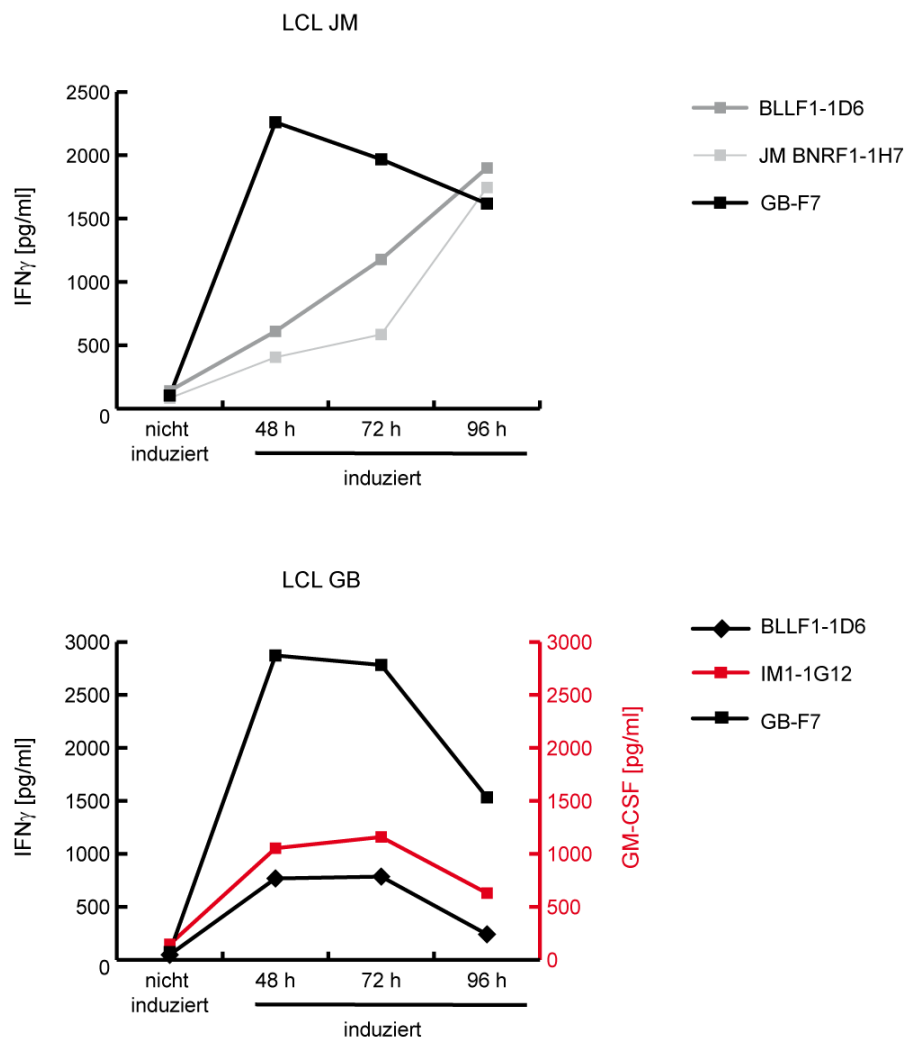 LCL JM
IFNγ [pg/ml]
2500
2000
1500
1000
500
0
nicht induziert
48 h
72 h
96 h
induziert
BLLF1-1D6
JM BNRF1-1H7
GB-F7
LCL GB
IFNγ [pg/ml]
3000
2500
2000
1500
1000
500
0
nicht induziert
48 h
72 h
96 h
induziert
3000
2500
2000
1500
1000
500
0
GM-CSF [pg/ml]
BLLF1-1D6
IM1-1G12
GB-F7